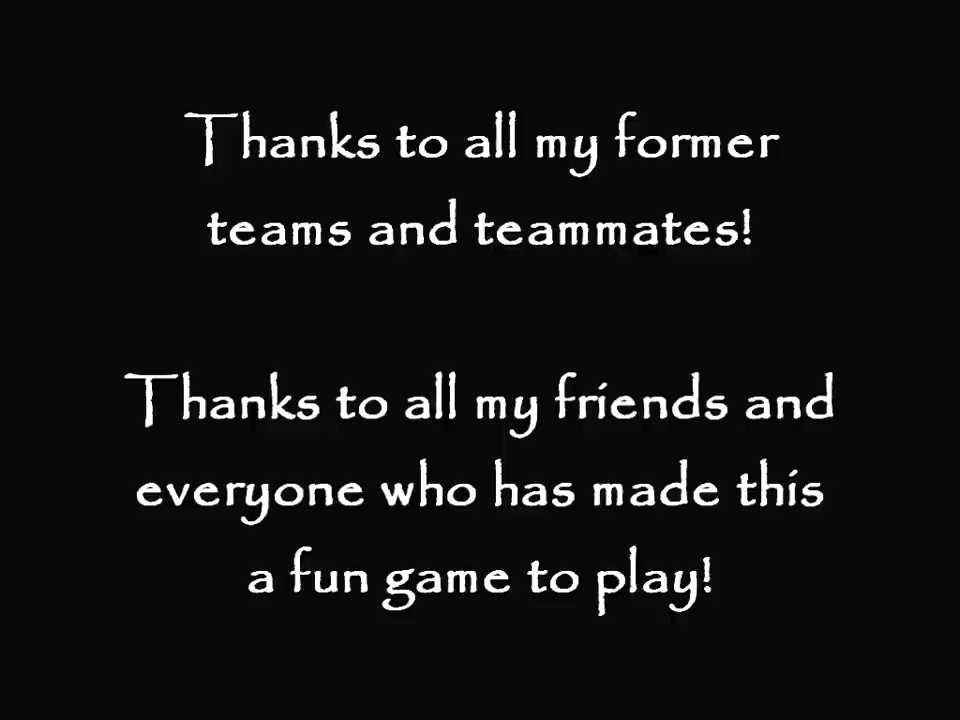 Thanks to all my former
teams and teammates!
Thanks to all my friends and
everyone who has made this
a fun game to play!